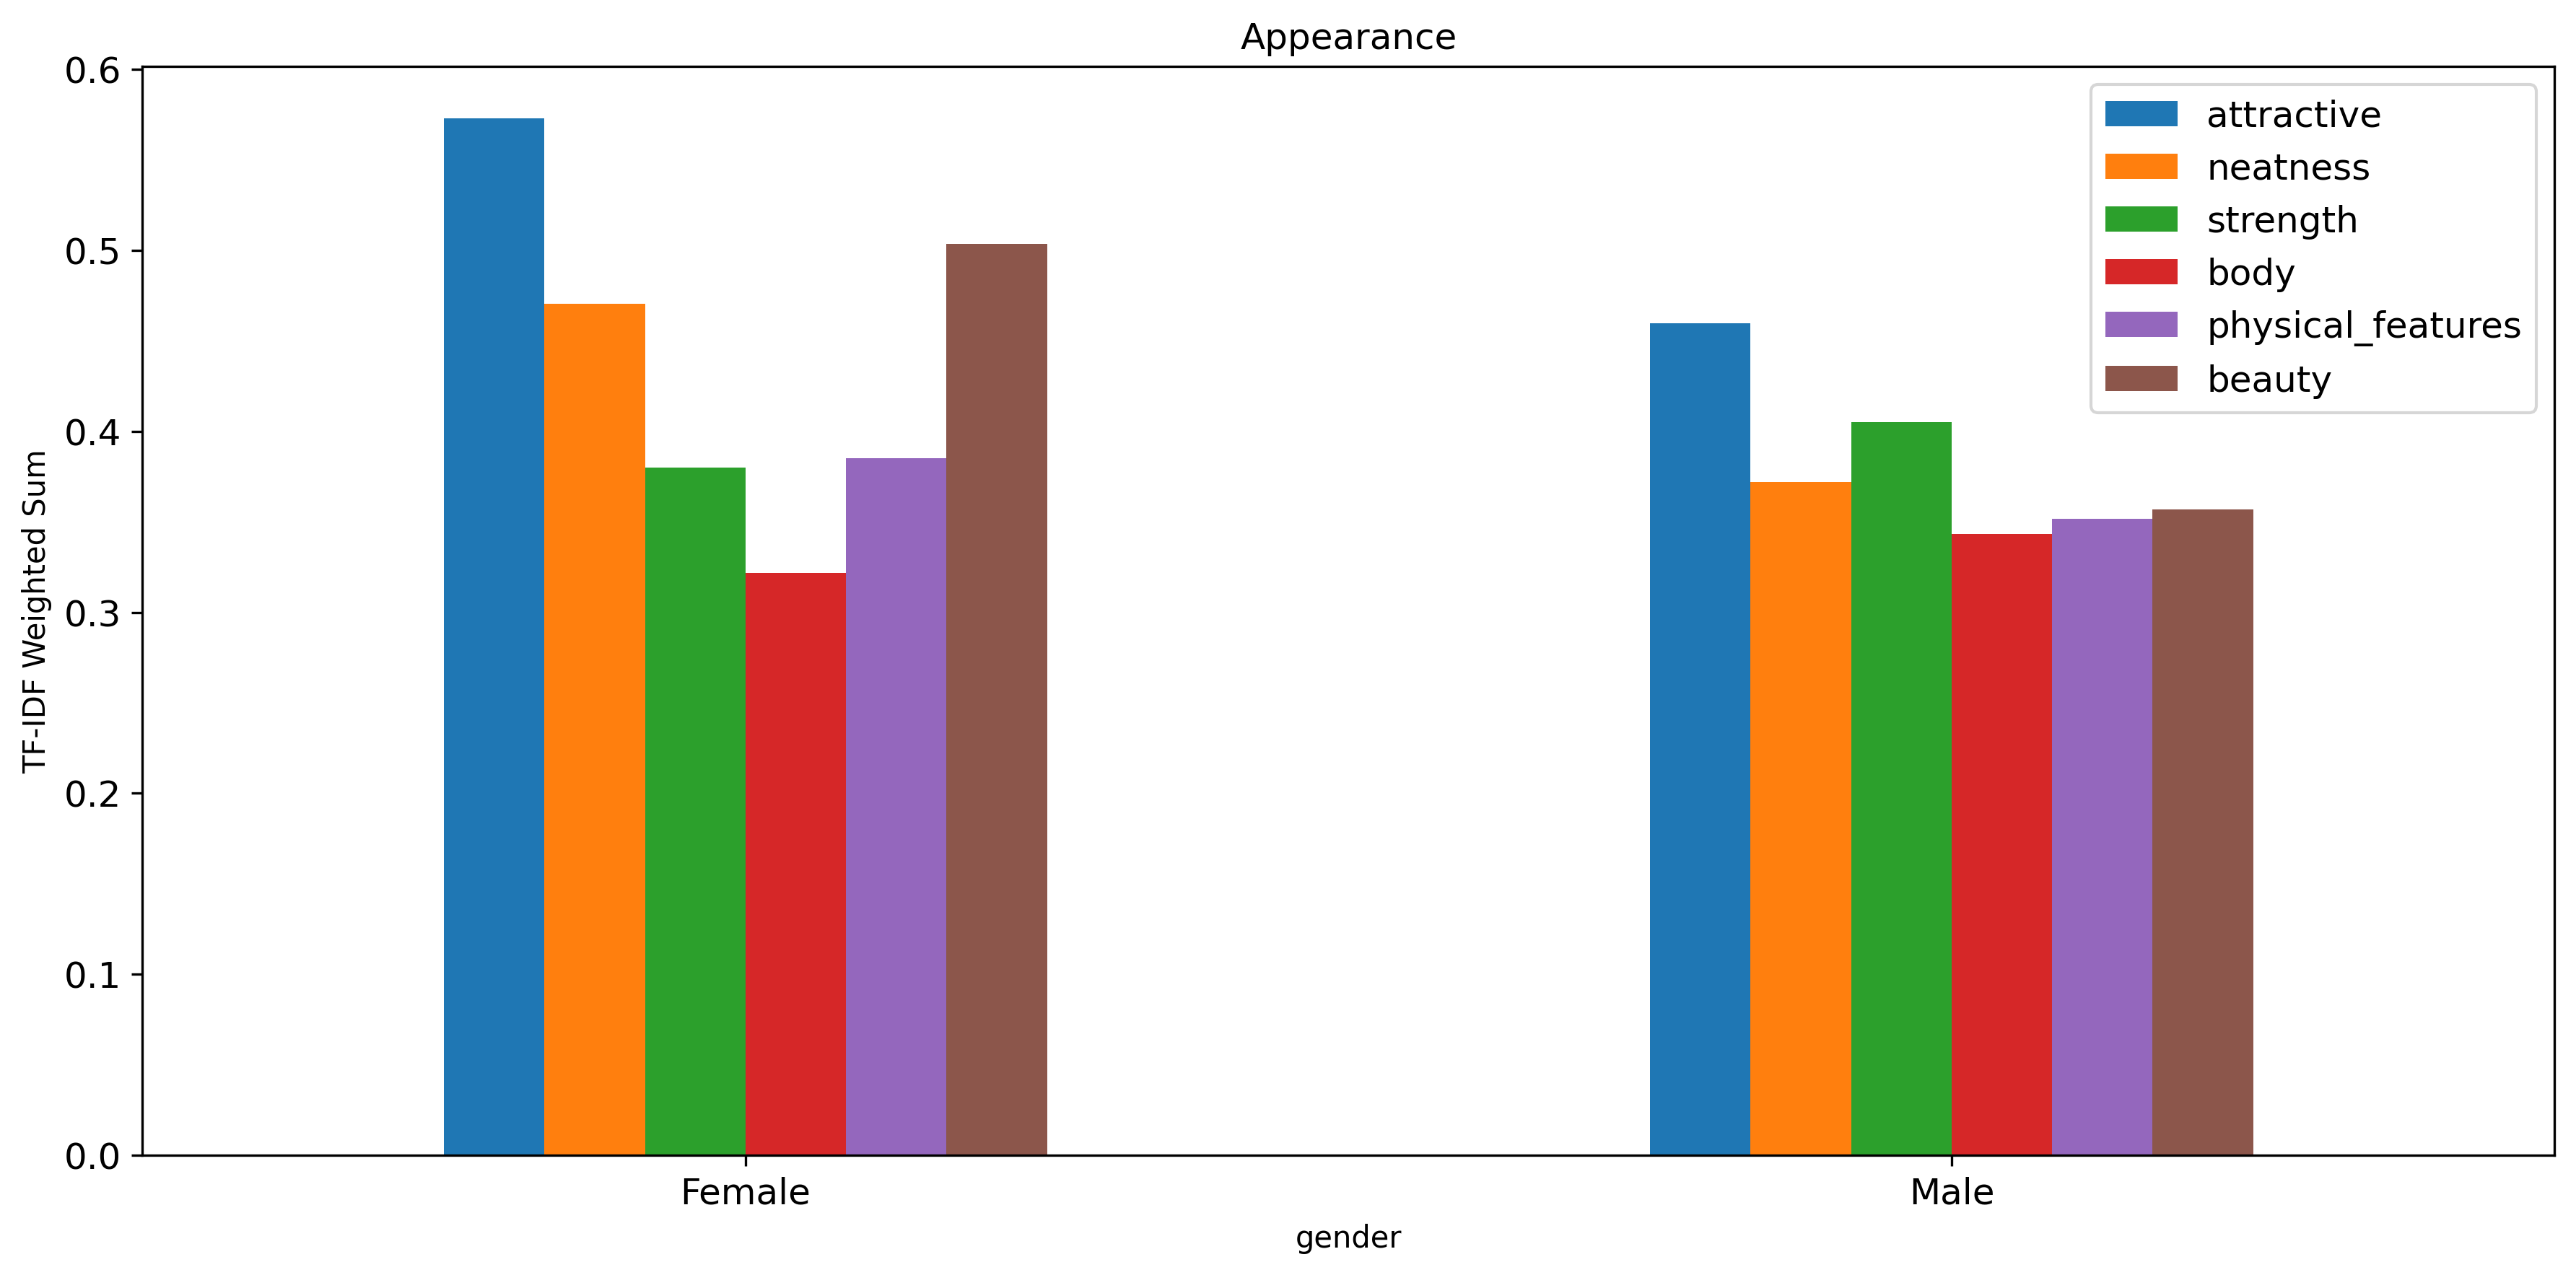 Appearance
TF-IDF Weighted Sum
0.6
0.5
0.4
0.3
0.2
0.1
0.0
attractive
neatness
strength
body
physical_features
beauty
Female
Male
gender